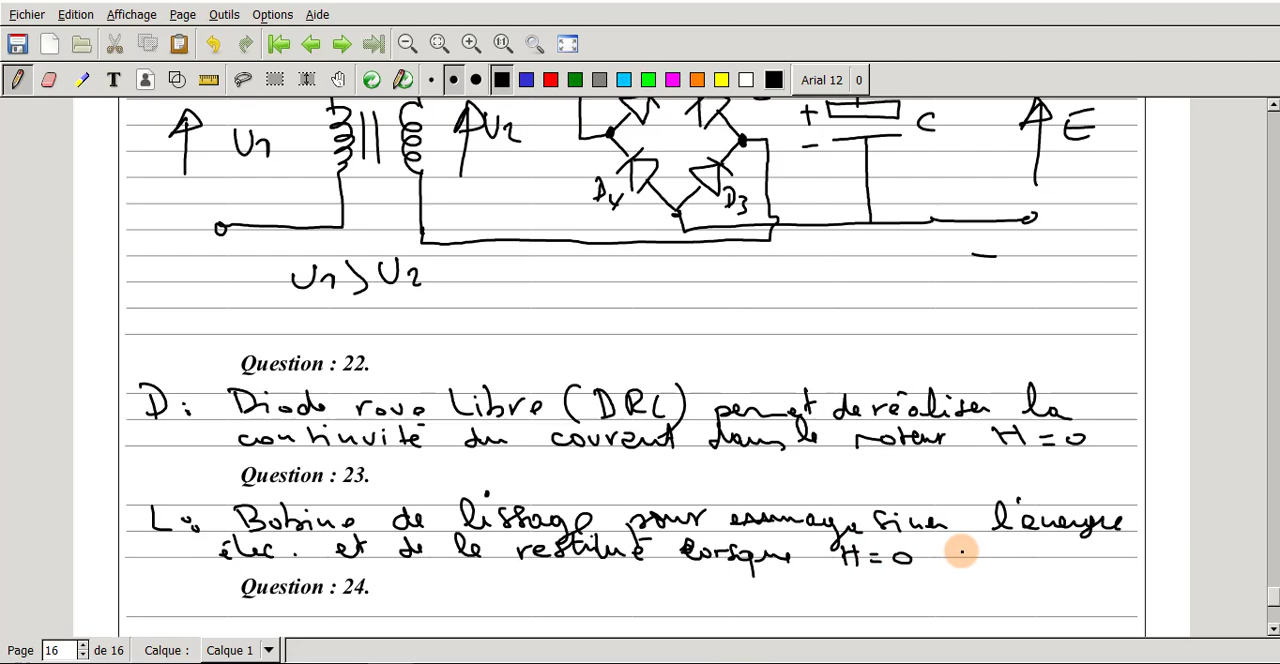 Fichier Edition Affichage Page Outils Options Aide
Arial 12 0
U1 U2 + - C E
D4 D3
U1 > U2
Question : 22.
D: Diode roue Libre (DRL) permet de réaliser la
continuité du courent dans le moteur H = 0
Question : 23.
L: Bobine de lissage pour emmagasiner l'énergie
élec. et de la restitué lorsque H = 0
Question : 24.
Page 16 de 16 Calque : Calque 1